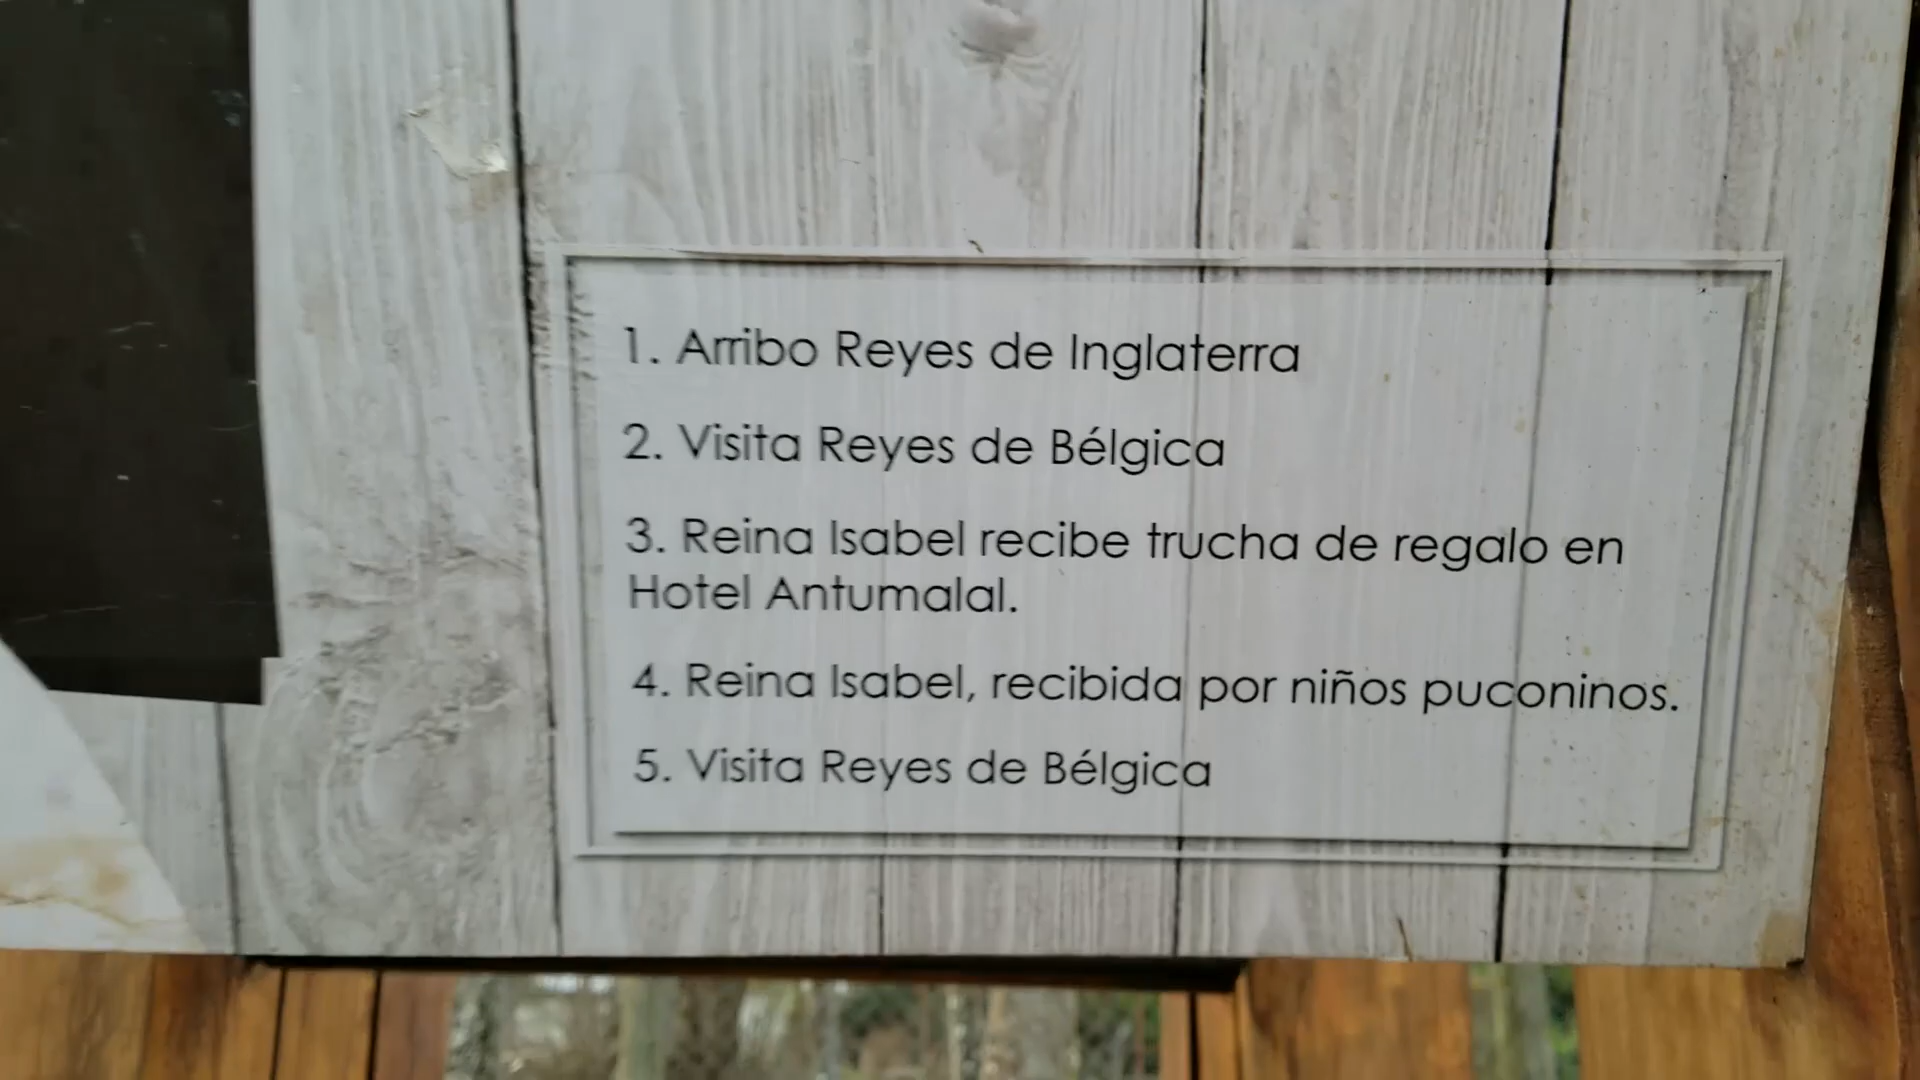 1. Arribo Reyes de Inglaterra
2. Visita Reyes de Bélgica
3. Reina Isabel recibe trucha de regalo en
Hotel Antumalal.
4. Reina Isabel, recibida por niños puconinos.
5. Visita Reyes de Bélgica